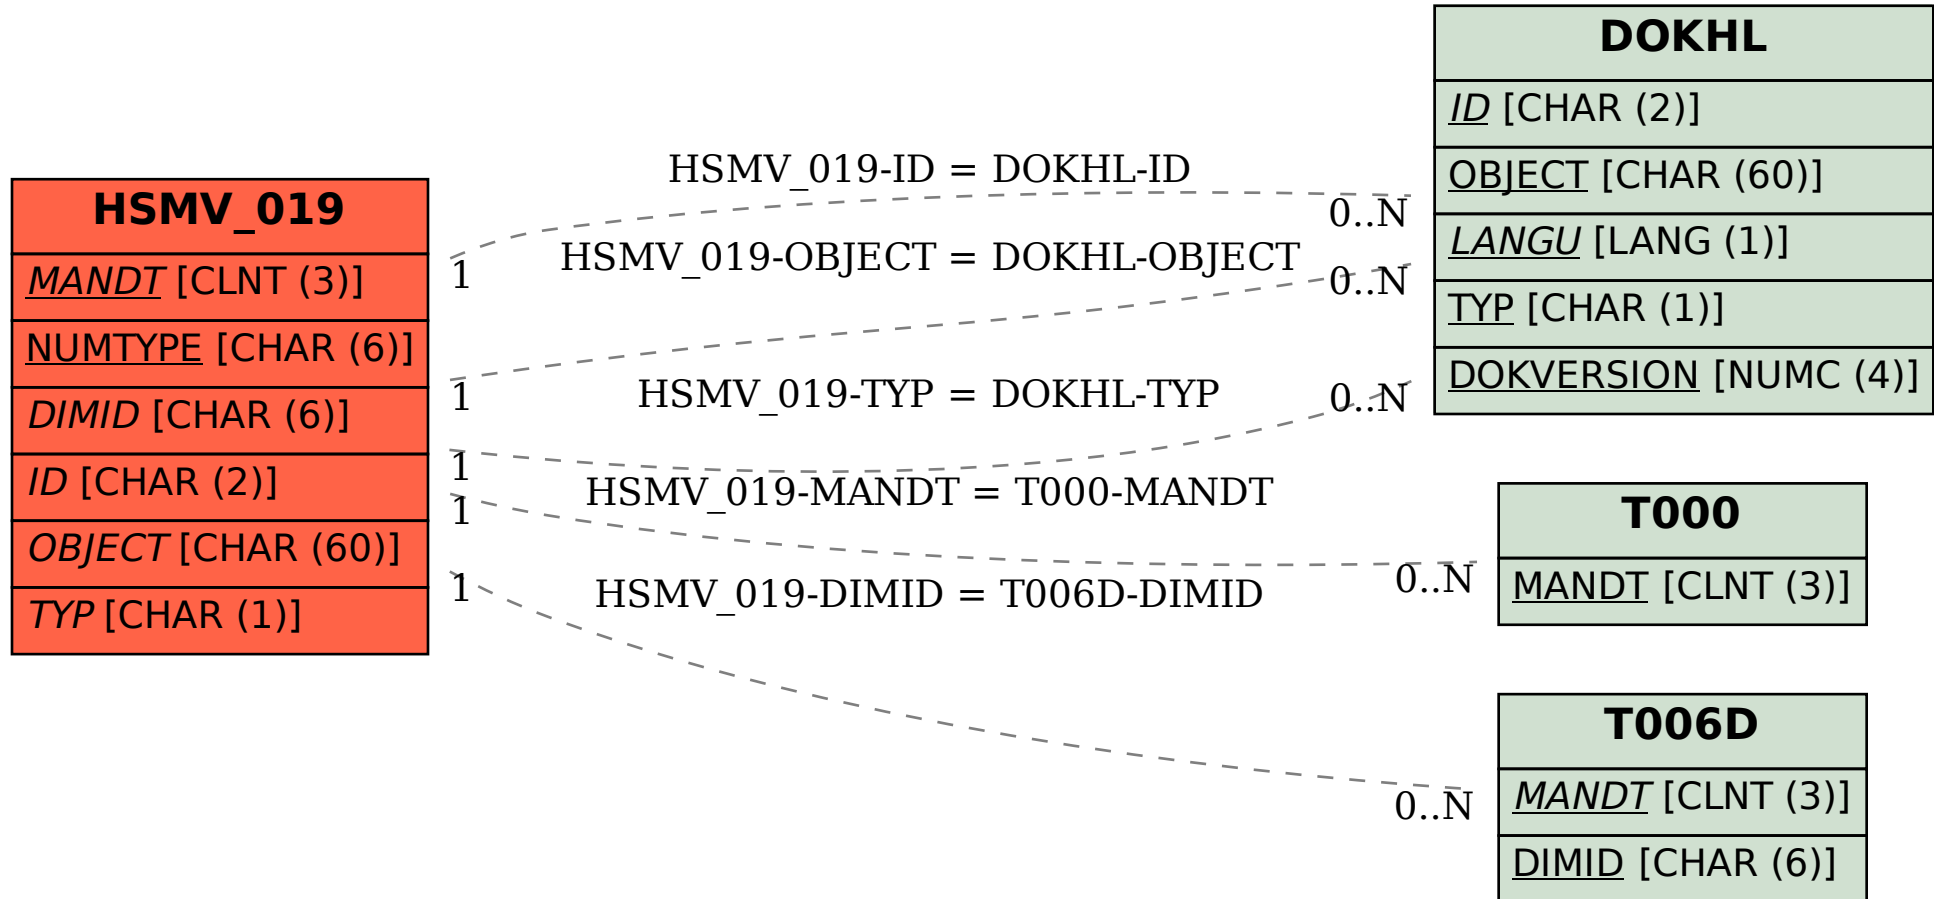 HSMV_019
MANDT [CLNT (3)]
NUMTYPE [CHAR (6)]
DIMID [CHAR (6)]
ID [CHAR (2)]
OBJECT [CHAR (60)]
TYP [CHAR (1)]
HSMV_019-ID = DOKHL-ID
1
0..N
HSMV_019-OBJECT = DOKHL-OBJECT
1
0..N
HSMV_019-TYP = DOKHL-TYP
1
0..N
HSMV_019-MANDT = T000-MANDT
1
0..N
HSMV_019-DIMID = T006D-DIMID
1
0..N
DOKHL
ID [CHAR (2)]
OBJECT [CHAR (60)]
LANGU [LANG (1)]
TYP [CHAR (1)]
DOKVERSION [NUMC (4)]
T000
MANDT [CLNT (3)]
T006D
MANDT [CLNT (3)]
DIMID [CHAR (6)]